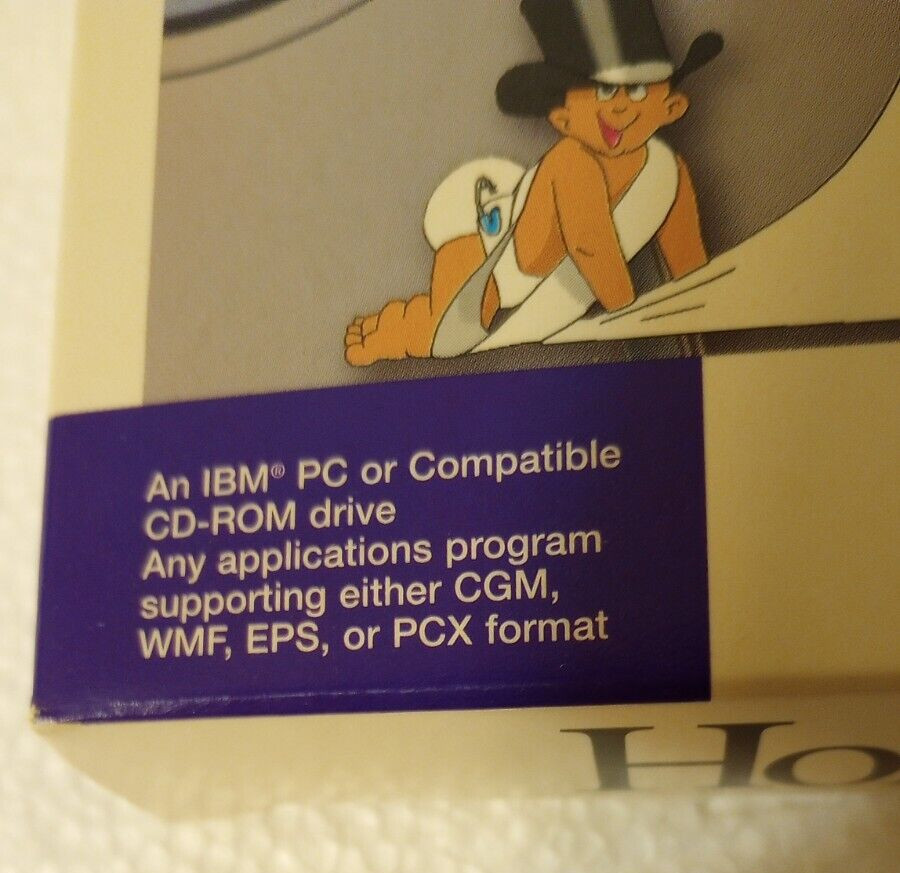 An IBM® PC or Compatible
CD-ROM drive
Any applications program
supporting either CGM,
WMF, EPS, or PCX format
Ho